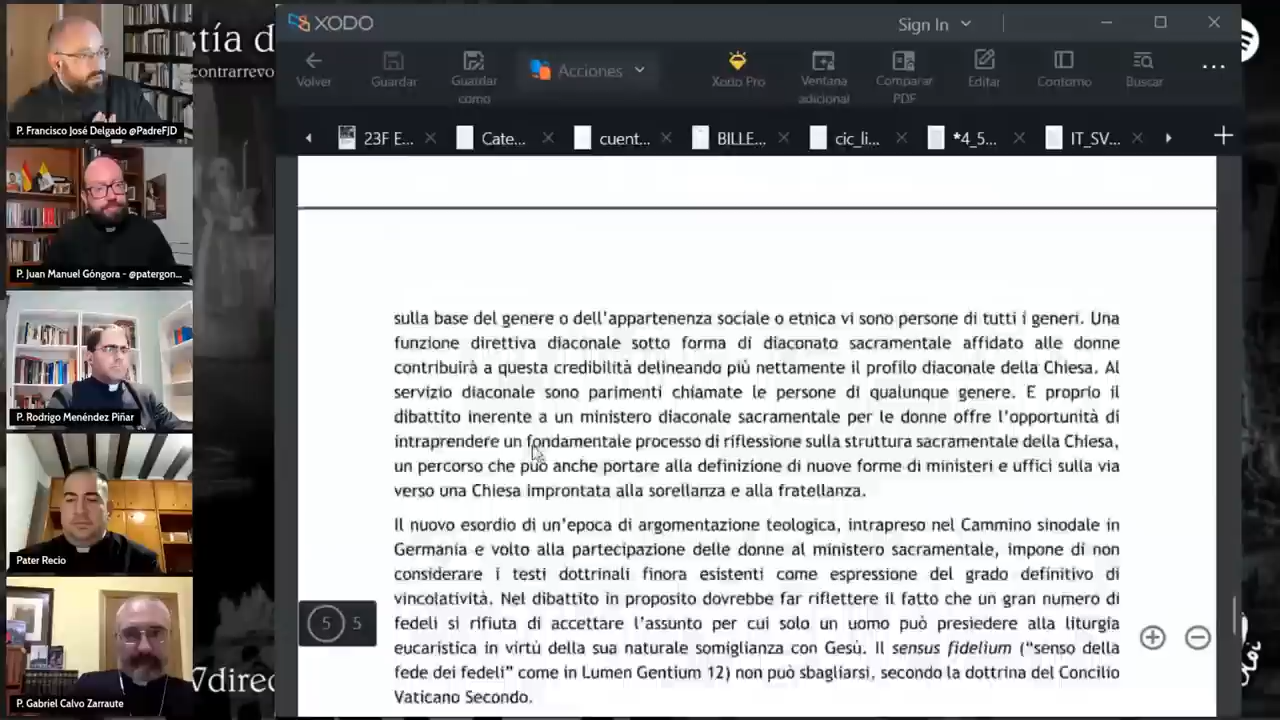 P. Francisco José Delgado @PadreFJD
P. Juan Manuel Góngora - @patergon...
P. Rodrigo Menéndez Piñar
Pater Recio
P. Gabriel Calvo Zarraute
stía d
contrarrevo
7direc
XODO
Sign In
Volver
Guardar
Guardar como
Acciones
Xodo Pro
Ventana adicional
Comparar PDF
Editar
Contorno
Buscar
23F E...
Cate...
cuent...
BILLE...
cic_li...
*4_5...
IT_SV...
sulla base del genere o dell'appartenenza sociale o etnica vi sono persone di tutti i generi. Una
funzione direttiva diaconale sotto forma di diaconato sacramentale affidato alle donne
contribuirà a questa credibilità delineando più nettamente il profilo diaconale della Chiesa. Al
servizio diaconale sono parimenti chiamate le persone di qualunque genere. E proprio il
dibattito inerente a un ministero diaconale sacramentale per le donne offre l'opportunità di
intraprendere un fondamentale processo di riflessione sulla struttura sacramentale della Chiesa,
un percorso che può anche portare alla definizione di nuove forme di ministeri e uffici sulla via
verso una Chiesa improntata alla sorellanza e alla fratellanza.
Il nuovo esordio di un'epoca di argomentazione teologica, intrapreso nel Cammino sinodale in
Germania e volto alla partecipazione delle donne al ministero sacramentale, impone di non
considerare i testi dottrinali finora esistenti come espressione del grado definitivo di
vincolatività. Nel dibattito in proposito dovrebbe far riflettere il fatto che un gran numero di
fedeli si rifiuta di accettare l'assunto per cui solo un uomo può presiedere alla liturgia
eucaristica in virtù della sua naturale somiglianza con Gesù. Il sensus fidelium ("senso della
fede dei fedeli" come in Lumen Gentium 12) non può sbagliarsi, secondo la dottrina del Concilio
Vaticano Secondo.
5 5